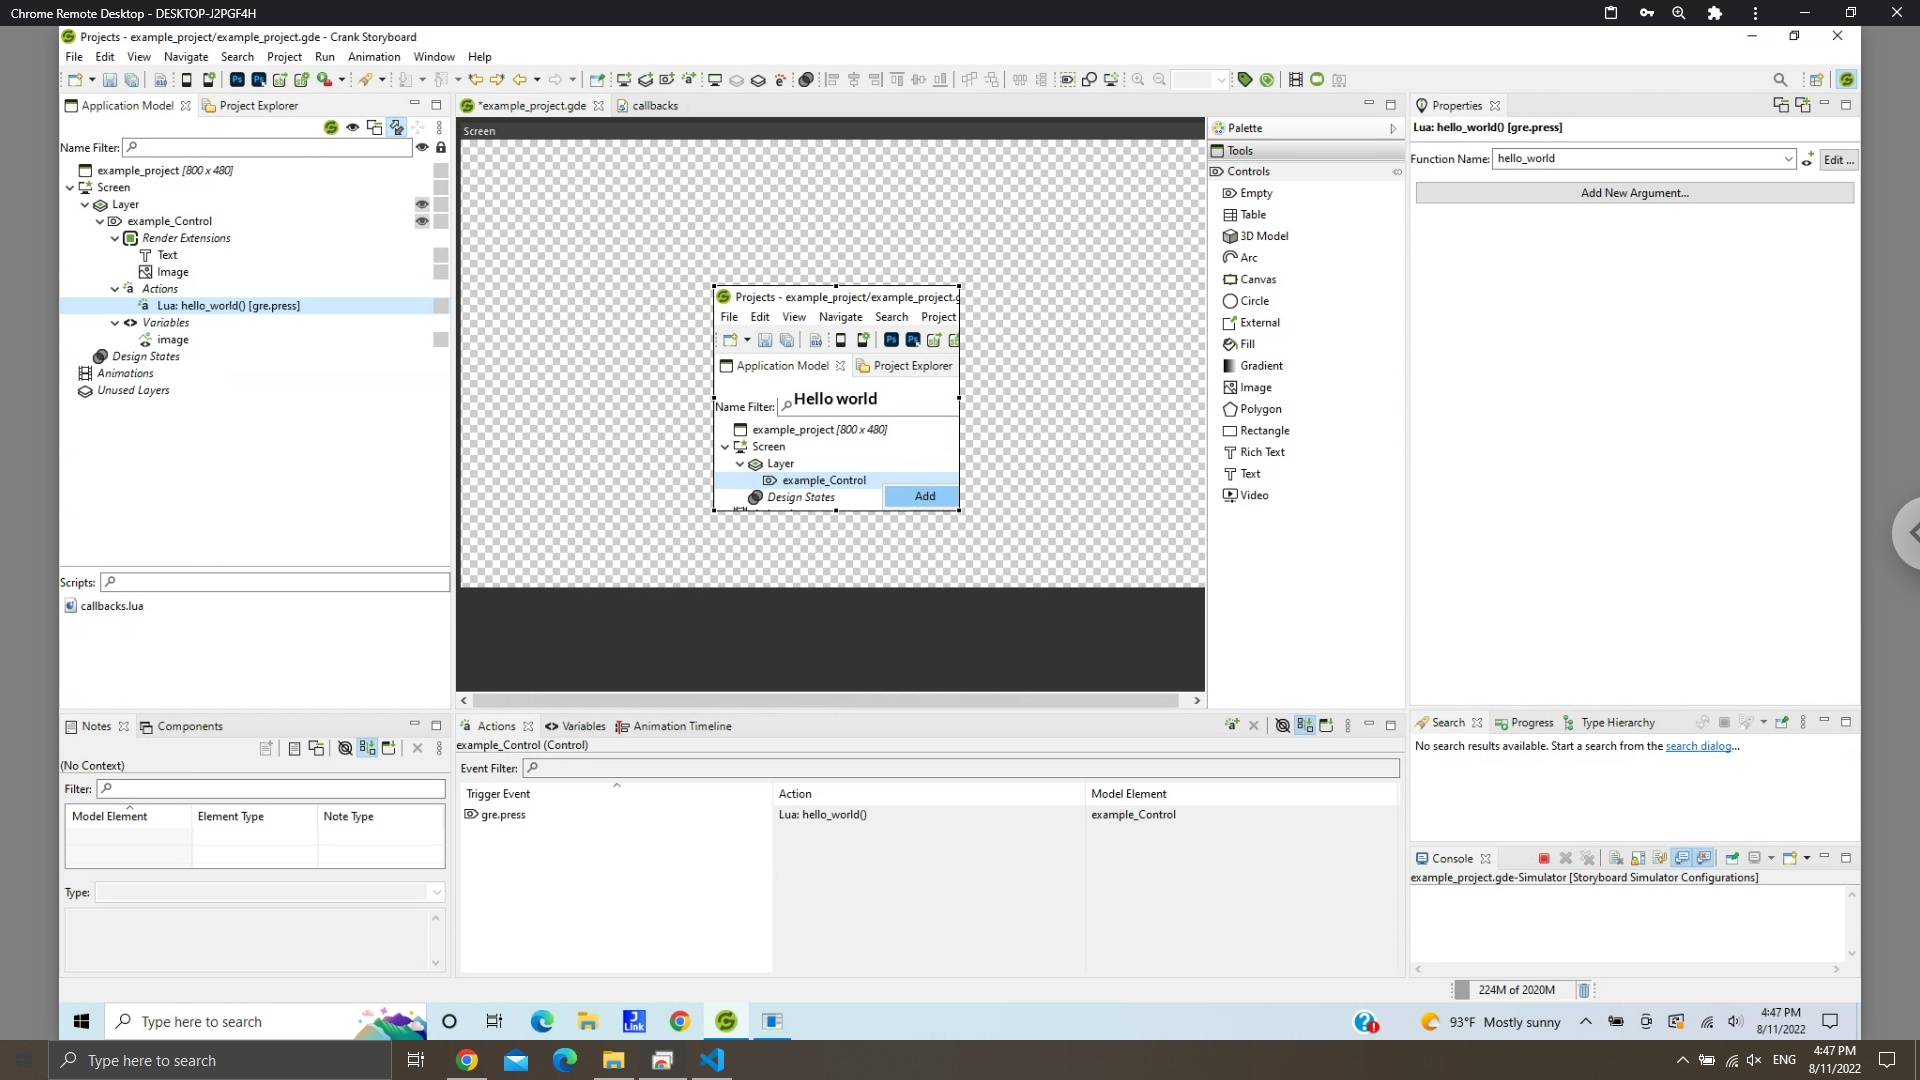 Chrome Remote Desktop - DESKTOP-J2PGF4H
Projects - example_project/example_project.gde - Crank Storyboard
File Edit View Navigate Search Project Run Animation Window Help
Application Model Project Explorer
Name Filter:
example_project [800 x 480]
Screen
Layer
example_Control
Render Extensions
Text
Image
Actions
Lua: hello_world() [gre.press]
Variables
image
Design States
Animations
Unused Layers
Scripts:
callbacks.lua
*example_project.gde callbacks
Screen
Projects - example_project/example_project.g
File Edit View Navigate Search Project
Ps Ps
Application Model Project Explorer
Hello world
Name Filter:
example_project [800 x 480]
Screen
Layer
example_Control
Design States
Add
Palette
Tools
Controls
Empty
Table
3D Model
Arc
Canvas
Circle
External
Fill
Gradient
Image
Polygon
Rectangle
Rich Text
Text
Video
Properties
Lua: hello_world() [gre.press]
Function Name: hello_world Edit ...
Add New Argument...
Notes Components
(No Context)
Filter:
Model Element Element Type Note Type
Type:
Actions Variables Animation Timeline
example_Control (Control)
Event Filter:
Trigger Event Action Model Element
gre.press Lua: hello_world() example_Control
Search Progress Type Hierarchy
No search results available. Start a search from the search dialog...
Console
example_project.gde-Simulator [Storyboard Simulator Configurations]
224M of 2020M
Type here to search
J
Link
93°F Mostly sunny
4:47 PM
8/11/2022
Type here to search
ENG
4:47 PM
8/11/2022